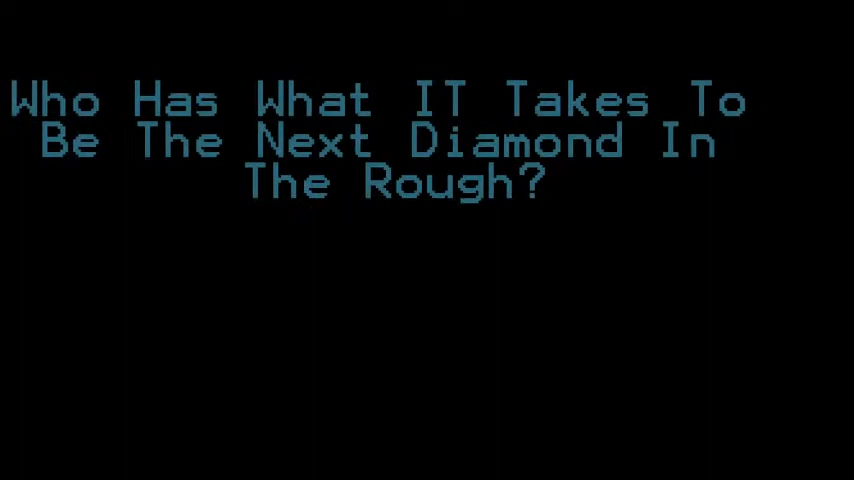 Who Has What IT Takes To
Be The Next Diamond In
The Rough?